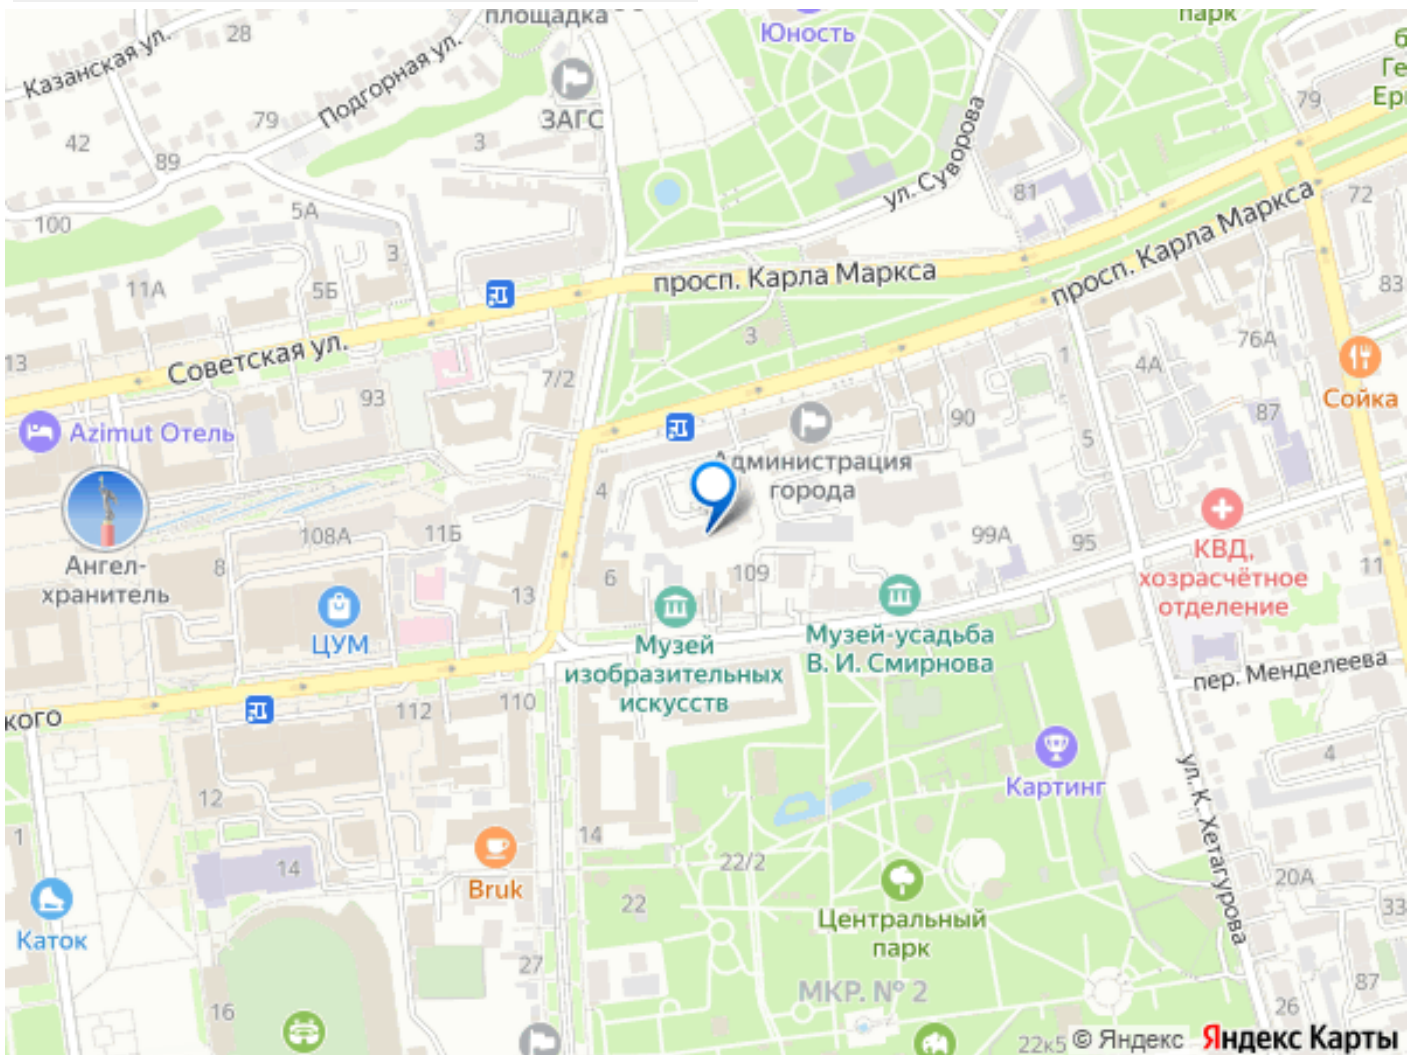 площадка
Юность
парк
Казанская ул.
28
Подгорная ул.
ЗАГС
79
42
89
79
3
б
Ге
Ер
ул. Суворова
81
72
100
5А
3
11А
5Б
просп. Карла Маркса
просп. Карла Маркса
83
13
Советская ул.
93
7/2
3
1
4А
76А
Сойка
Azimut Отель
90
87
5
Администрация
города
4
108А
11Б
99А
95
КВД,
хозрасчётное
отделение
11
Ангел-
хранитель
8
6
109
13
ЦУМ
Музей
изобразительных
искусств
Музей-усадьба
В. И. Смирнова
пер. Менделеева
кого
112
110
4
Картинг
ул. К. Хетагурова
12
1
14
14
22/2
Bruk
22
20А
33
Каток
Центральный
парк
27
МКР. № 2
87
16
26
22к5
© Яндекс
Яндекс Карты